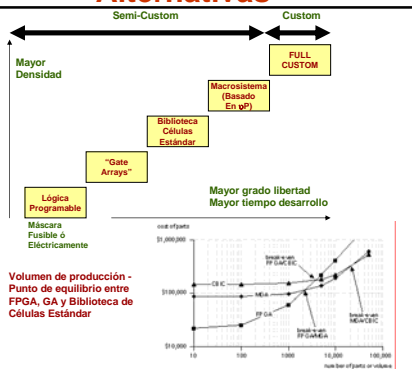 Alternativas
Semi-Custom
Custom
Mayor
Densidad
FULL
CUSTOM
Macrosistema
(Basado
En µP)
Biblioteca
Células
Estándar
"Gate
Arrays"
Lógica
Programable
Máscara
Fusible ó
Eléctricamente
Mayor grado libertad
Mayor tiempo desarrollo
Volumen de producción -
Punto de equilibrio entre
FPGA, GA y Biblioteca de
Células Estándar
cost of parts
$1,000,000
$100,000
$10,000
break-even
FPGA/CBIC
CBIC
MGA
FPGA
break-even
FPGA/MGA
break-even
MGA/CBIC
10
100
1000
10,000
100,000
number of parts or volume